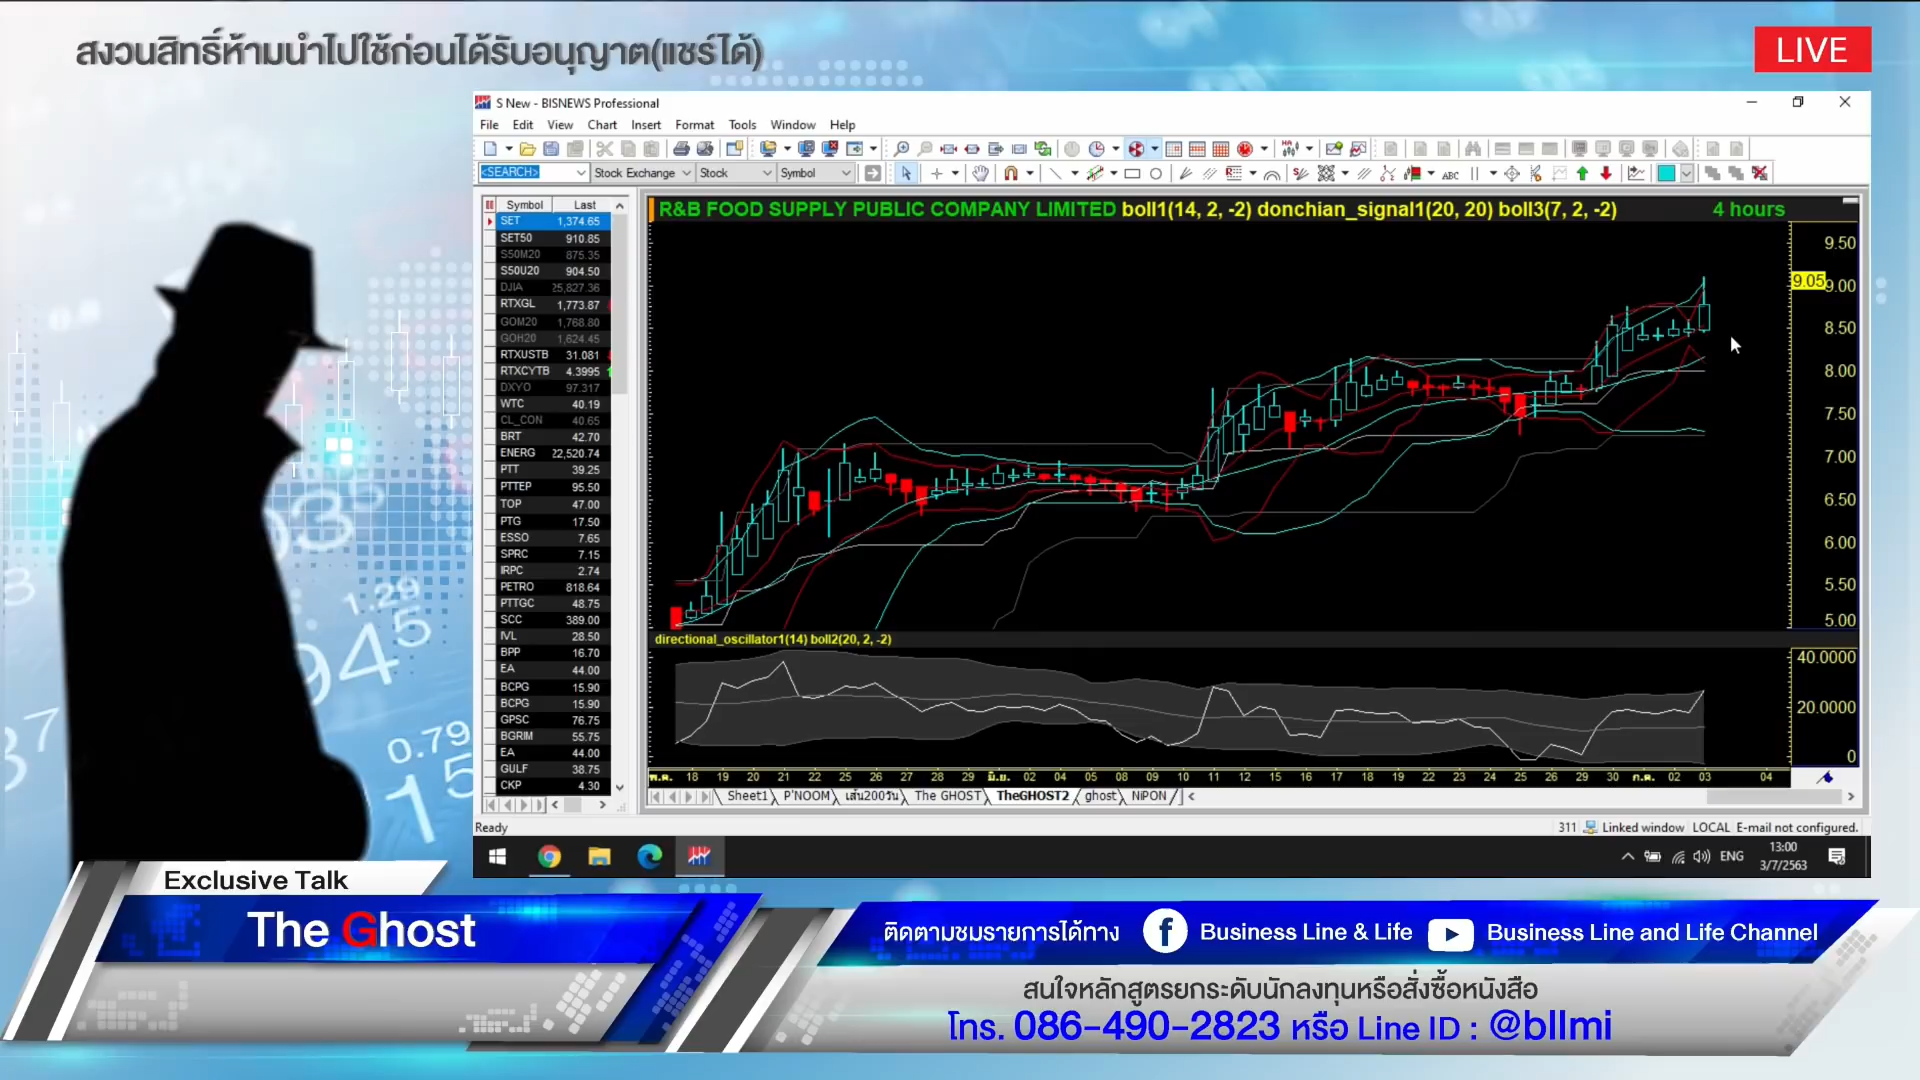 สงวนสิทธิ์ห้ามนำไปใช้ก่อนได้รับอนุญาต(แชร์ได้)
LIVE
S New - BISNEWS Professional
File Edit View Chart Insert Format Tools Window Help
<SEARCH> Stock Exchange Stock Symbol
Symbol Last
SET 1,374.65
SET50 910.85
S50M20 875.35
S50U20 904.50
DJIA 25,827.36
RTXGL 1,773.87
GOM20 1,768.80
GOH20 1,624.45
RTXUSTB 31.081
RTXCYTB 4.3995
DXYO 97.317
WTC 40.19
CL_CON 40.65
BRT 42.70
ENERG 22,520.74
PTT 39.25
PTTEP 95.50
TOP 47.00
PTG 17.50
ESSO 7.65
SPRC 7.15
IRPC 2.74
PETRO 818.64
PTTGC 48.75
SCC 389.00
IVL 28.50
BPP 16.70
EA 44.00
BCPG 15.90
BCPG 15.90
GPSC 76.75
BGRIM 55.75
EA 44.00
GULF 38.75
CKP 4.30
R&B FOOD SUPPLY PUBLIC COMPANY LIMITED boll1(14, 2, -2) donchian_signal1(20, 20) boll3(7, 2, -2) 4 hours
9.50
9.05
9.00
8.50
8.00
7.50
7.00
6.50
6.00
5.50
5.00
directional_oscillator1(14) boll2(20, 2, -2)
40.0000
20.0000
0
พ.ค. 18 19 20 21 22 25 26 27 28 29 มิ.ย. 02 04 05 08 09 10 11 12 15 16 17 18 19 22 23 24 25 26 29 30 ก.ค. 02 03 04
Sheet1 P'NOOM เส้น200วัน The GHOST TheGHOST2 ghost NiPON
Ready 311 Linked window LOCAL E-mail not configured.
ENG 13:00
3/7/2563
Exclusive Talk
The Ghost
ติดตามชมรายการได้ทาง Business Line & Life Business Line and Life Channel
สนใจหลักสูตรยกระดับนักลงทุนหรือสั่งซื้อหนังสือ
โทร. 086-490-2823 หรือ Line ID : @bllmi